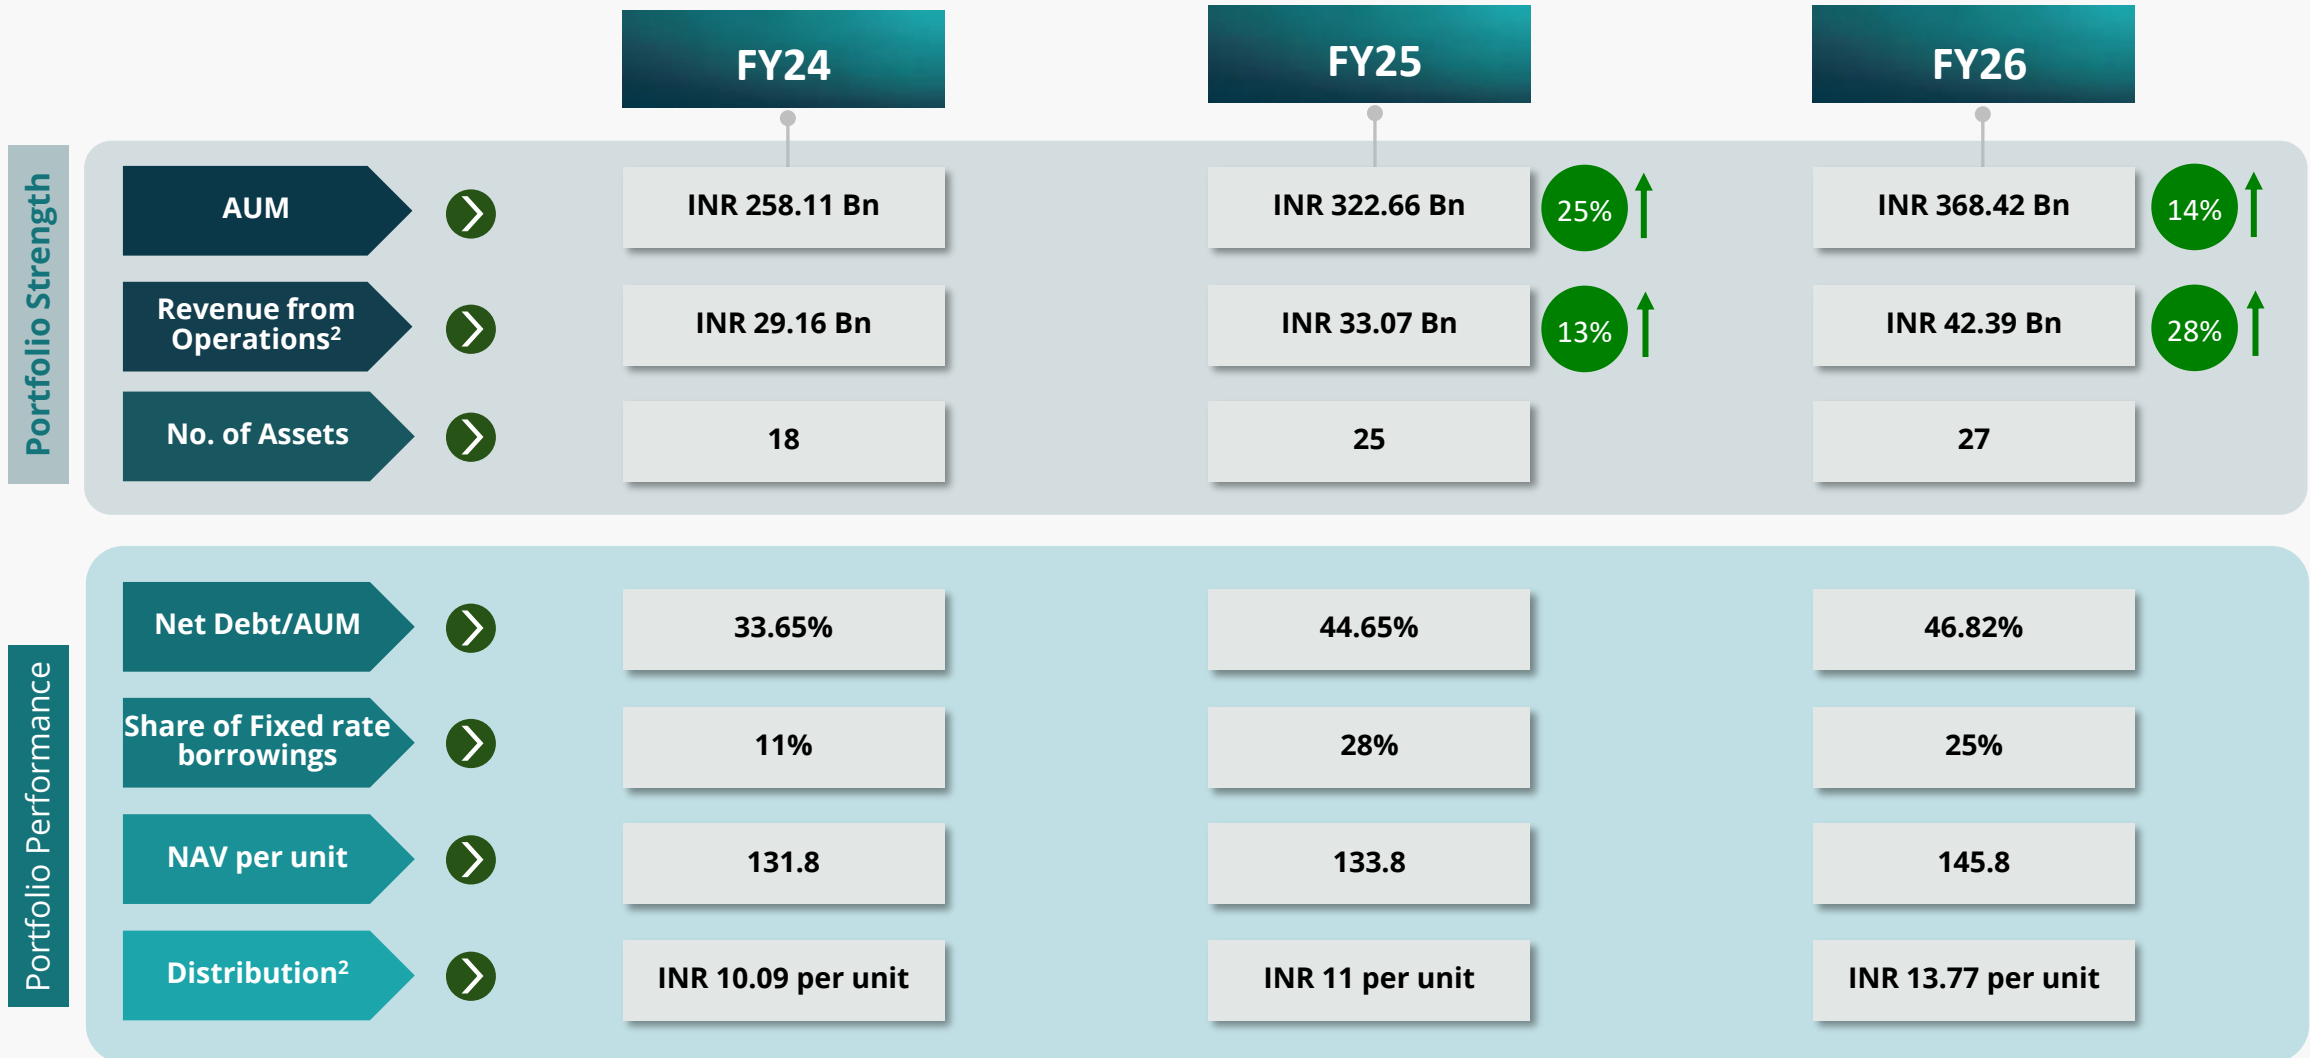 FY24
FY25
FY26
Portfolio Strength
AUM
INR 258.11 Bn
INR 322.66 Bn
25%
INR 368.42 Bn
14%
Revenue from
Operations²
INR 29.16 Bn
INR 33.07 Bn
13%
INR 42.39 Bn
28%
No. of Assets
18
25
27
Portfolio Performance
Net Debt/AUM
33.65%
44.65%
46.82%
Share of Fixed rate
borrowings
11%
28%
25%
NAV per unit
131.8
133.8
145.8
Distribution²
INR 10.09 per unit
INR 11 per unit
INR 13.77 per unit